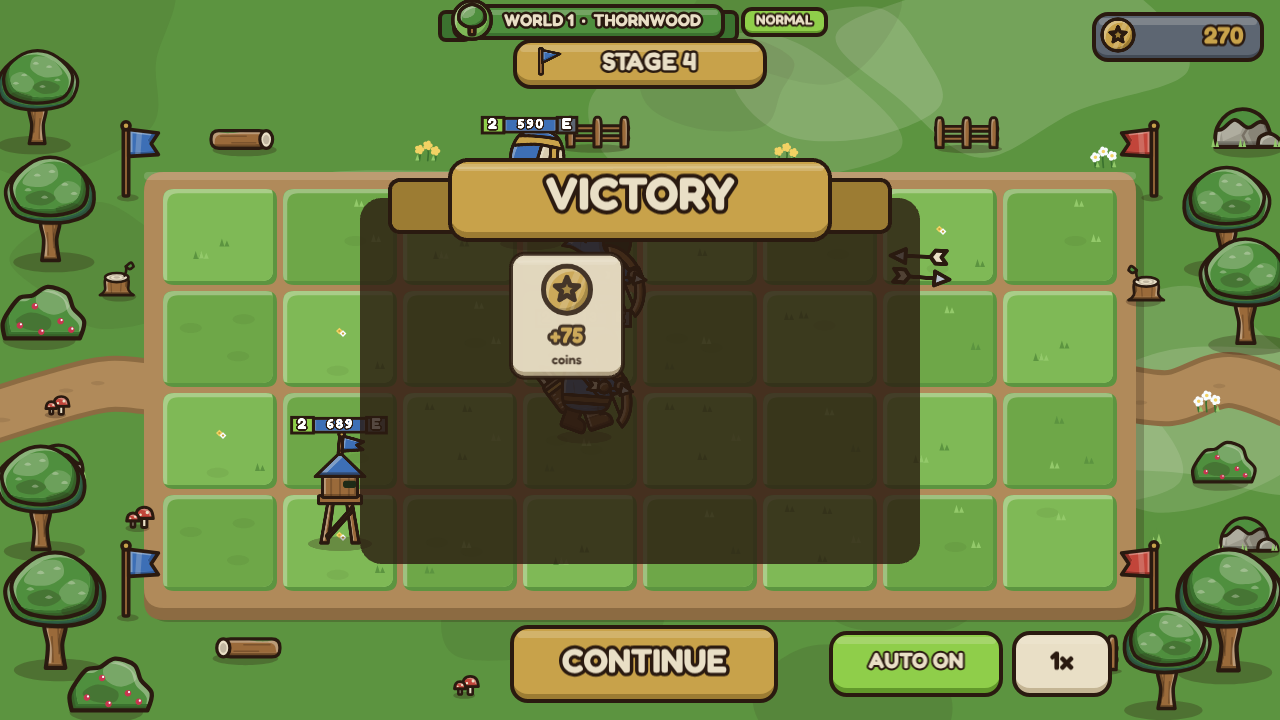 WORLD 1 • THORNWOOD
NORMAL
270
STAGE 4
2 590 E
VICTORY
+75
coins
2 689 E
CONTINUE
AUTO ON
1x